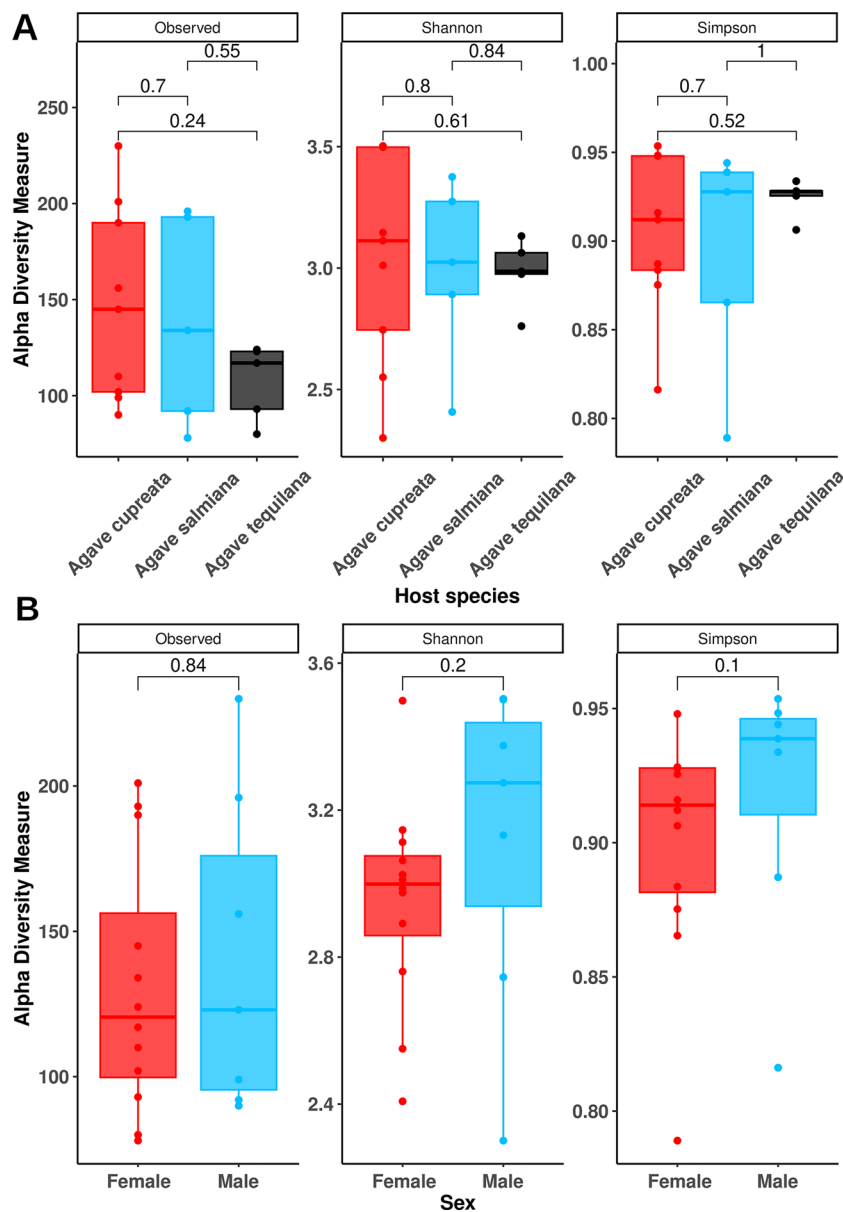 A
Observed Shannon Simpson
Alpha Diversity Measure
250
200
150
100
0.55
0.7
0.24
3.5
3.0
2.5
0.84
0.8
0.61
1.00
0.95
0.90
0.85
0.80
1
0.7
0.52
Agave cupreata Agave salmiana Agave tequilana
Agave cupreata Agave salmiana Agave tequilana
Agave cupreata Agave salmiana Agave tequilana
Host species
B
Observed Shannon Simpson
Alpha Diversity Measure
200
150
100
0.84
3.6
3.2
2.8
2.4
0.2
0.95
0.90
0.85
0.80
0.1
Female Male Female Male Female Male
Sex